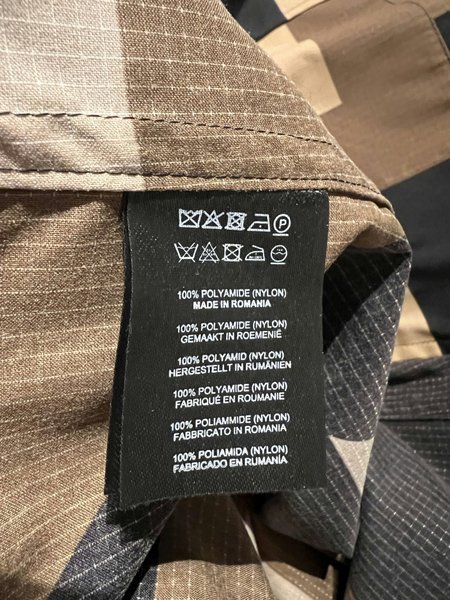 P
100% POLYAMIDE (NYLON)
MADE IN ROMANIA
100% POLYAMIDE (NYLON)
GEMAAKT IN ROEMENIË
100% POLYAMID (NYLON)
HERGESTELLT IN RUMÄNIEN
100% POLYAMIDE (NYLON)
FABRIQUÉ EN ROUMANIE
100% POLIAMMIDE (NYLON)
FABBRICATO IN ROMANIA
100% POLIAMIDA (NYLON)
FABRICADO EN RUMANÍA